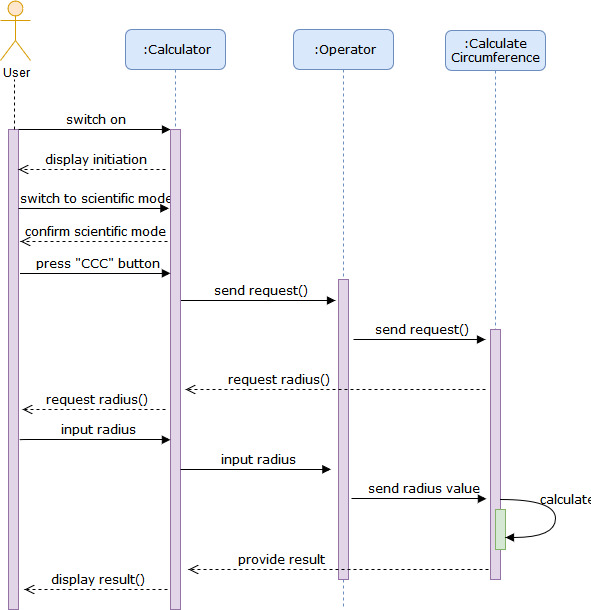 :Calculator
:Operator
:Calculate
Circumference
User
switch on
display initiation
switch to scientific mode
confirm scientific mode
press "CCC" button
send request()
send request()
request radius()
request radius()
input radius
input radius
send radius value
calculate
provide result
display result()